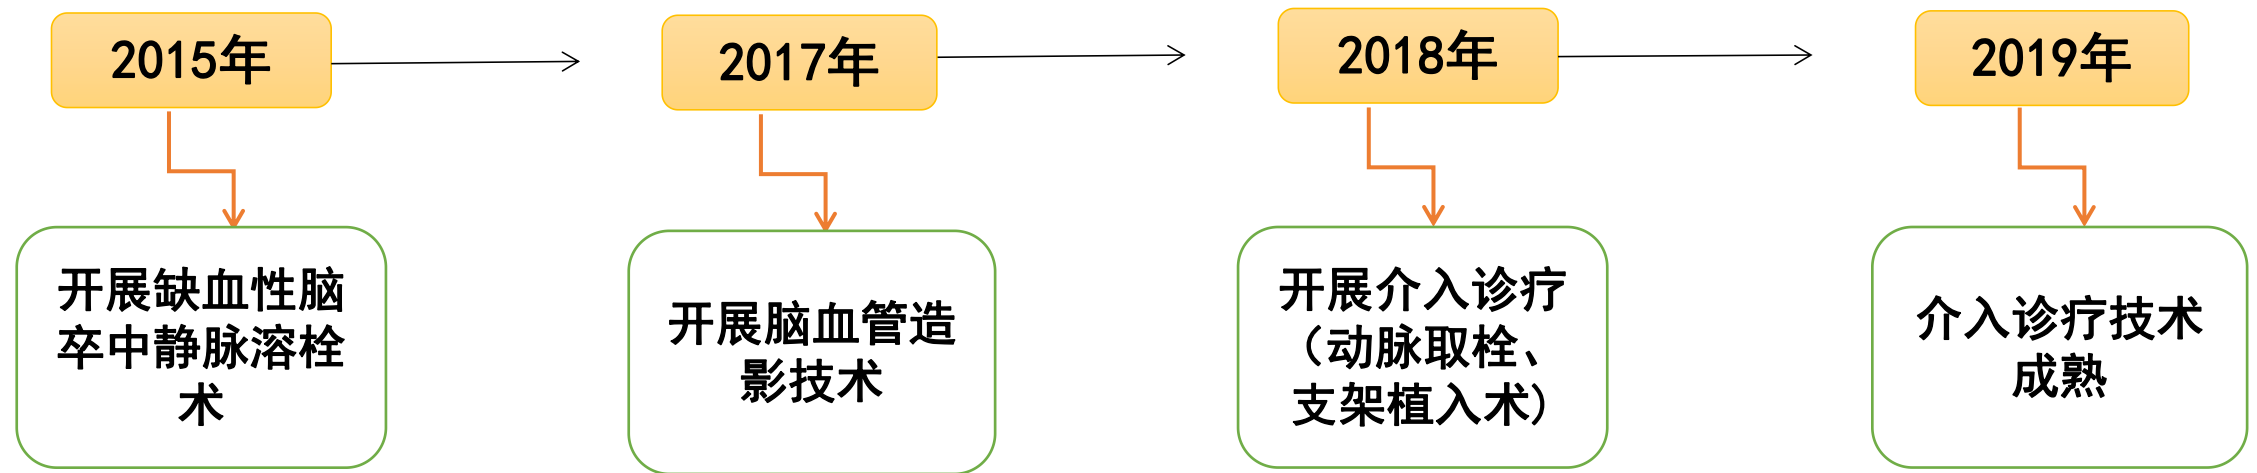 2015年
2017年
2018年
2019年
开展缺血性脑
卒中静脉溶栓
术
开展脑血管造
影技术
开展介入诊疗
（动脉取栓、
支架植入术）
介入诊疗技术
成熟